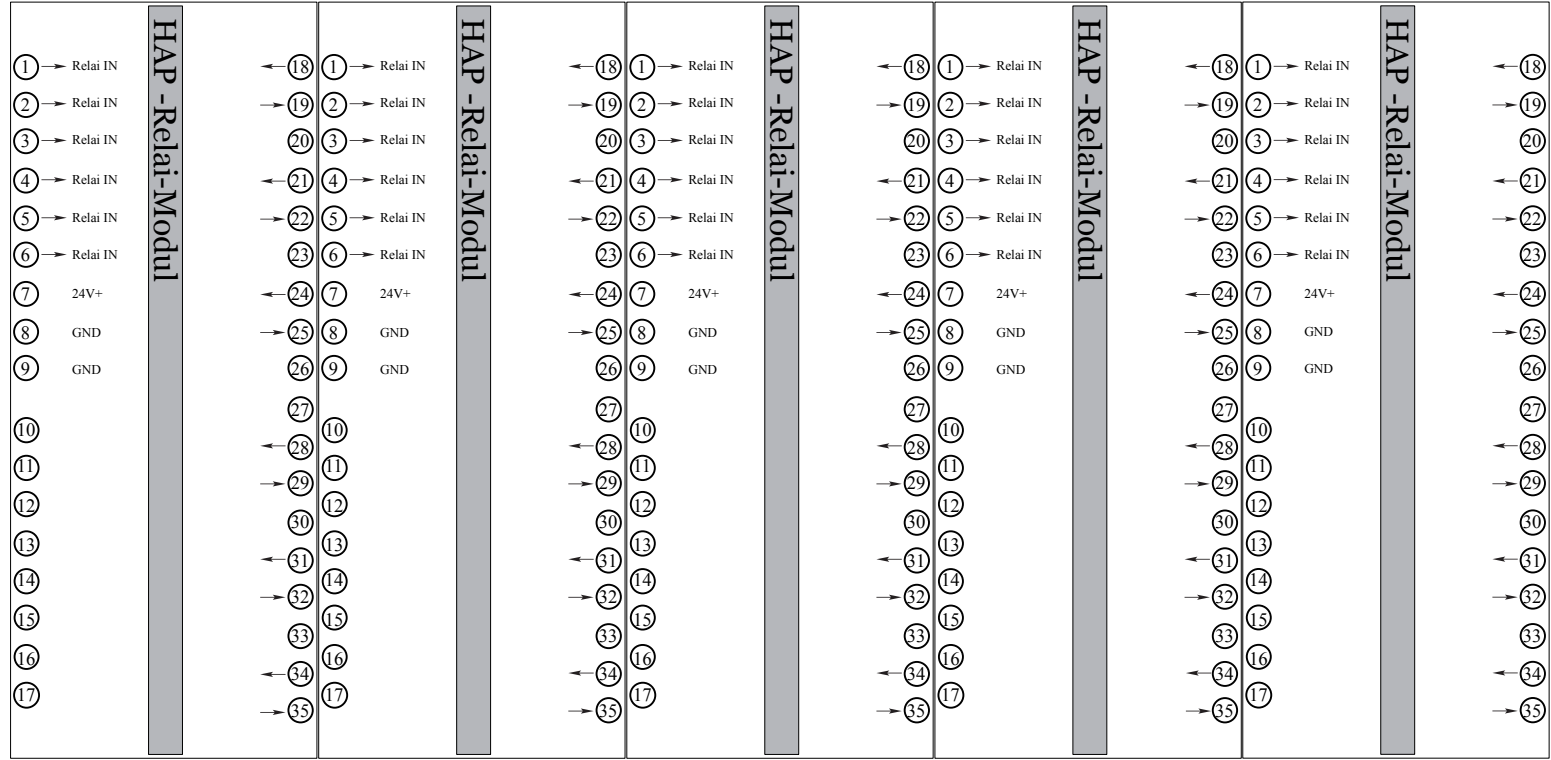 HAP -Relai-Modul HAP -Relai-Modul HAP -Relai-Modul HAP -Relai-Modul HAP -Relai-Modul
1 Relai IN 18 1 Relai IN 18 1 Relai IN 18 1 Relai IN 18 1 Relai IN 18
2 Relai IN 19 2 Relai IN 19 2 Relai IN 19 2 Relai IN 19 2 Relai IN 19
3 Relai IN 20 3 Relai IN 20 3 Relai IN 20 3 Relai IN 20 3 Relai IN 20
4 Relai IN 21 4 Relai IN 21 4 Relai IN 21 4 Relai IN 21 4 Relai IN 21
5 Relai IN 22 5 Relai IN 22 5 Relai IN 22 5 Relai IN 22 5 Relai IN 22
6 Relai IN 23 6 Relai IN 23 6 Relai IN 23 6 Relai IN 23 6 Relai IN 23
7 24V+ 24 7 24V+ 24 7 24V+ 24 7 24V+ 24 7 24V+ 24
8 GND 25 8 GND 25 8 GND 25 8 GND 25 8 GND 25
9 GND 26 9 GND 26 9 GND 26 9 GND 26 9 GND 26
27 27 27 27 27
10 28 10 28 10 28 10 28 10 28
11 29 11 29 11 29 11 29 11 29
12 30 12 30 12 30 12 30 12 30
13 31 13 31 13 31 13 31 13 31
14 32 14 32 14 32 14 32 14 32
15 33 15 33 15 33 15 33 15 33
16 34 16 34 16 34 16 34 16 34
17 35 17 35 17 35 17 35 17 35